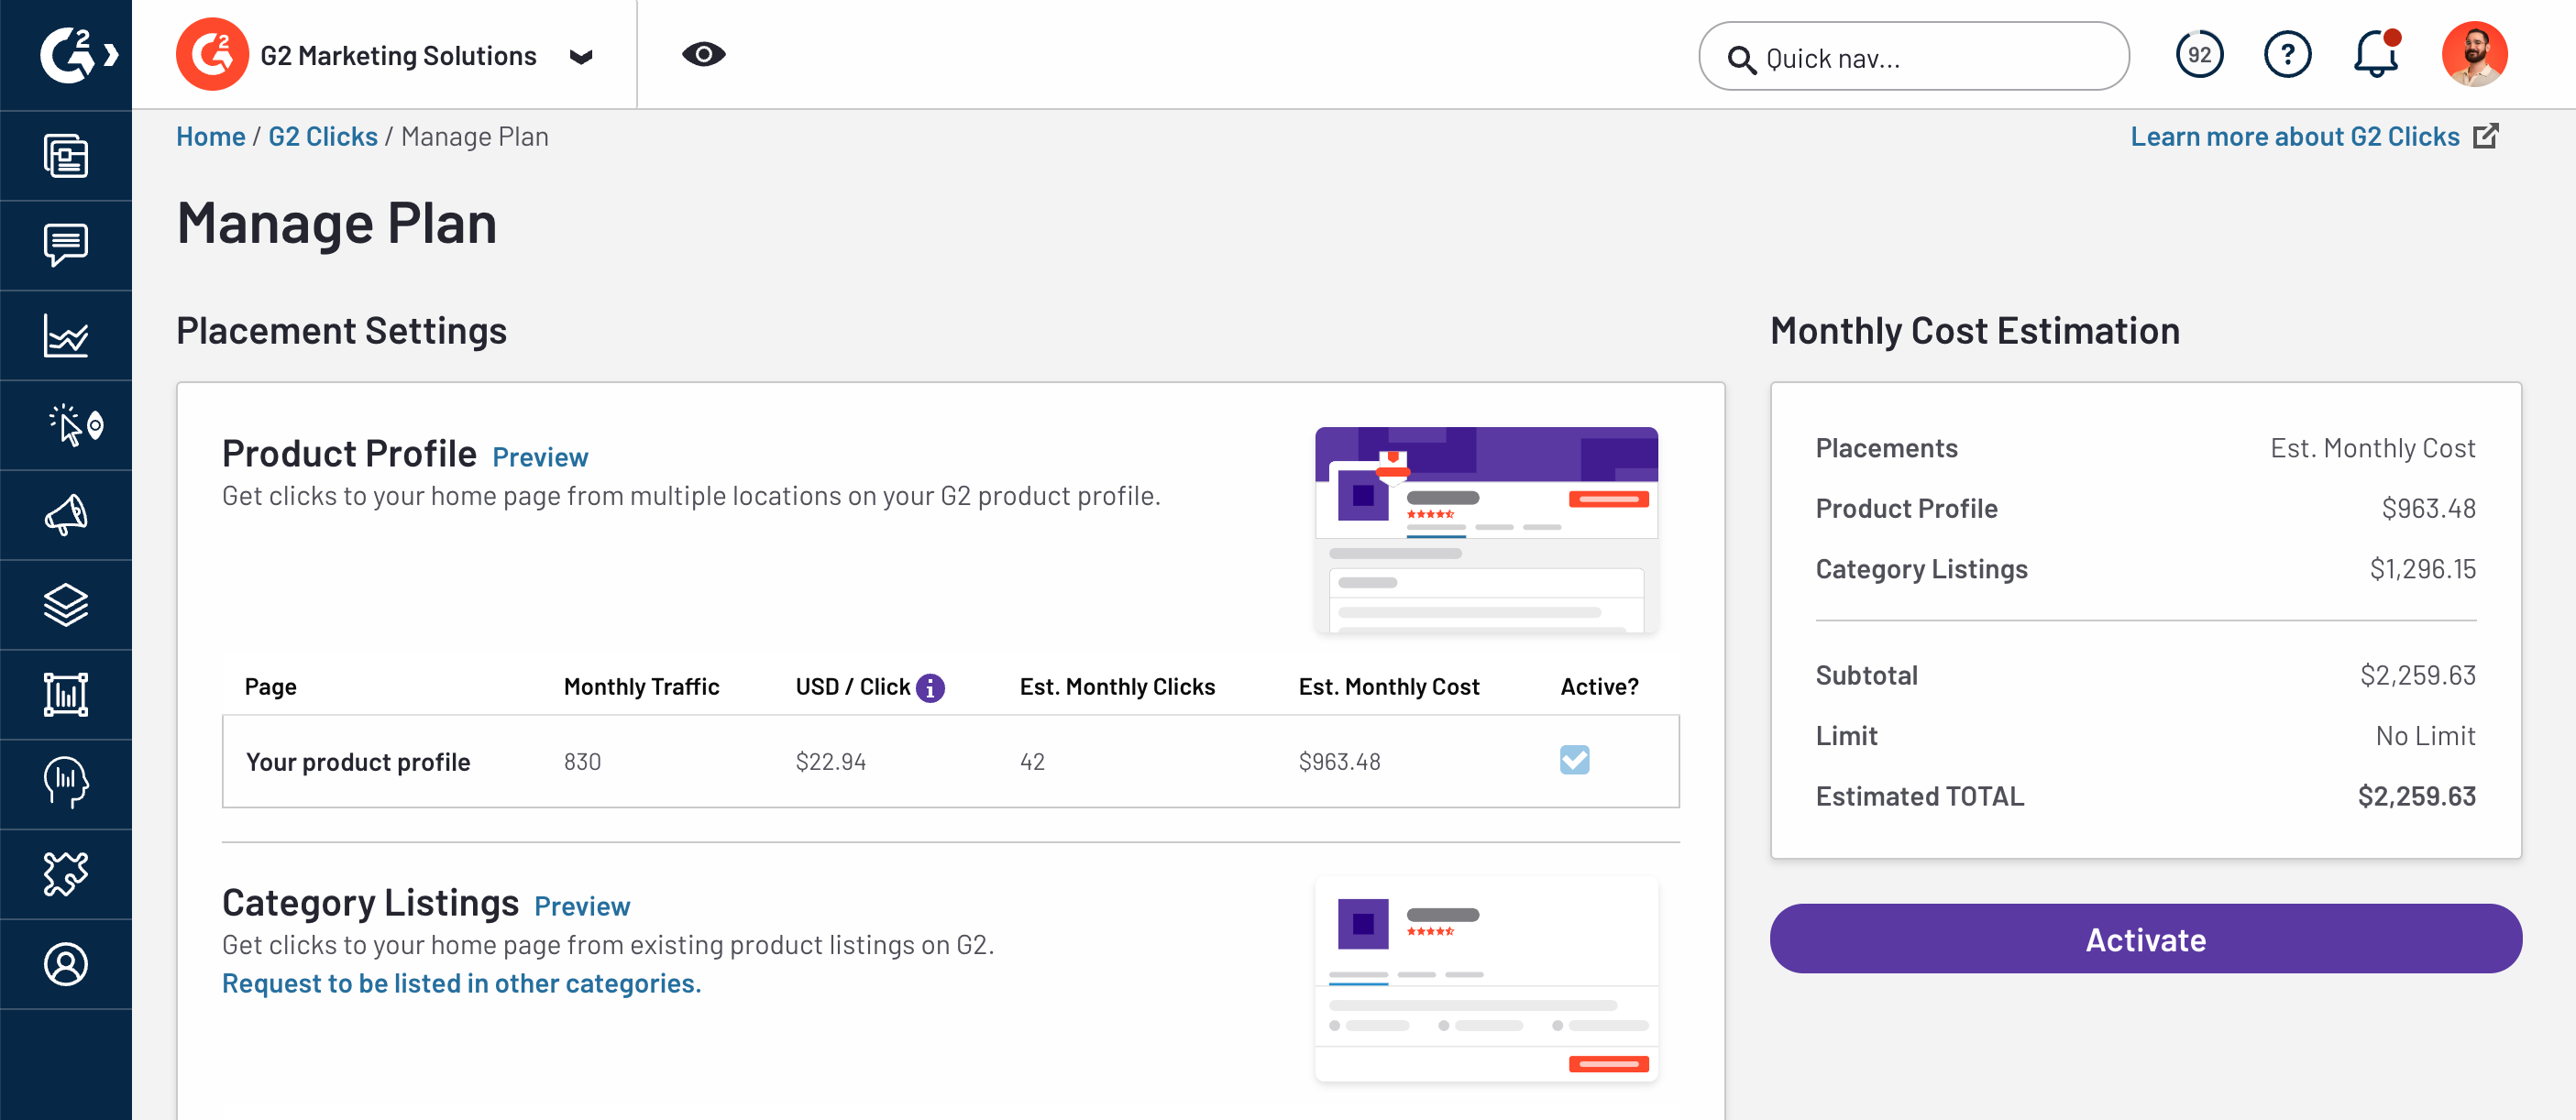 G2 Marketing Solutions
Quick nav...
92
?
Home / G2 Clicks / Manage Plan
Learn more about G2 Clicks
Manage Plan
Placement Settings
Product Profile Preview
Get clicks to your home page from multiple locations on your G2 product profile.
Page Monthly Traffic USD / Click i Est. Monthly Clicks Est. Monthly Cost Active?
Your product profile 830 $22.94 42 $963.48
Category Listings Preview
Get clicks to your home page from existing product listings on G2.
Request to be listed in other categories.
Monthly Cost Estimation
Placements Est. Monthly Cost
Product Profile $963.48
Category Listings $1,296.15
Subtotal $2,259.63
Limit No Limit
Estimated TOTAL $2,259.63
Activate